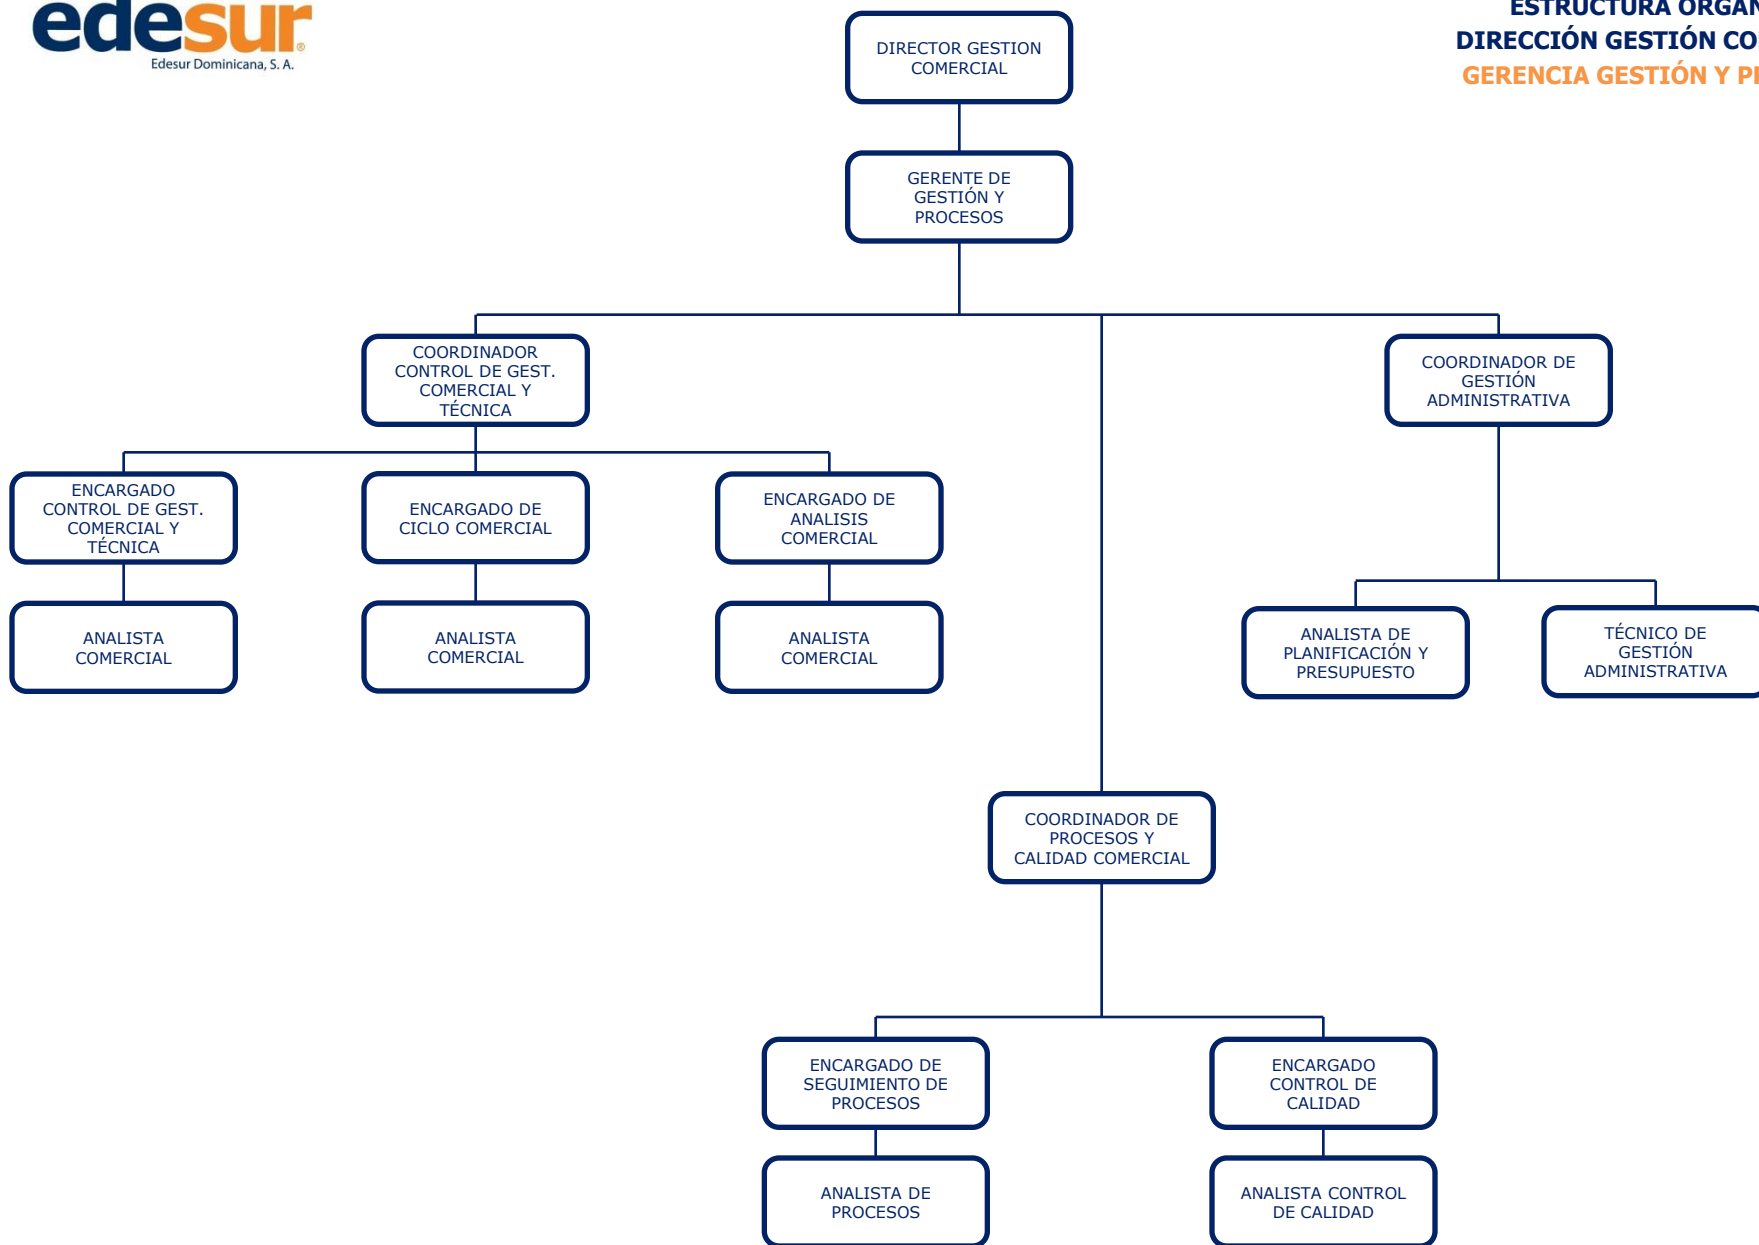 edesur
Edesur Dominicana, S. A.
DIRECCIÓN GESTIÓN
GERENCIA GESTIÓN Y
ESTRUCTURA
DIRECTOR GESTION
COMERCIAL
GERENTE DE
GESTIÓN Y
PROCESOS
COORDINADOR
CONTROL DE GEST.
COMERCIAL Y
TÉCNICA
COORDINADOR DE
GESTIÓN
ADMINISTRATIVA
ENCARGADO
CONTROL DE GEST.
COMERCIAL Y
TÉCNICA
ENCARGADO DE
CICLO COMERCIAL
ENCARGADO DE
ANALISIS
COMERCIAL
ANALISTA
COMERCIAL
ANALISTA
COMERCIAL
ANALISTA
COMERCIAL
ANALISTA DE
PLANIFICACIÓN Y
PRESUPUESTO
TÉCNICO DE
GESTIÓN
ADMINISTRATIVA
COORDINADOR DE
PROCESOS Y
CALIDAD COMERCIAL
ENCARGADO DE
SEGUIMIENTO DE
PROCESOS
ENCARGADO
CONTROL DE
CALIDAD
ANALISTA DE
PROCESOS
ANALISTA CONTROL
DE CALIDAD